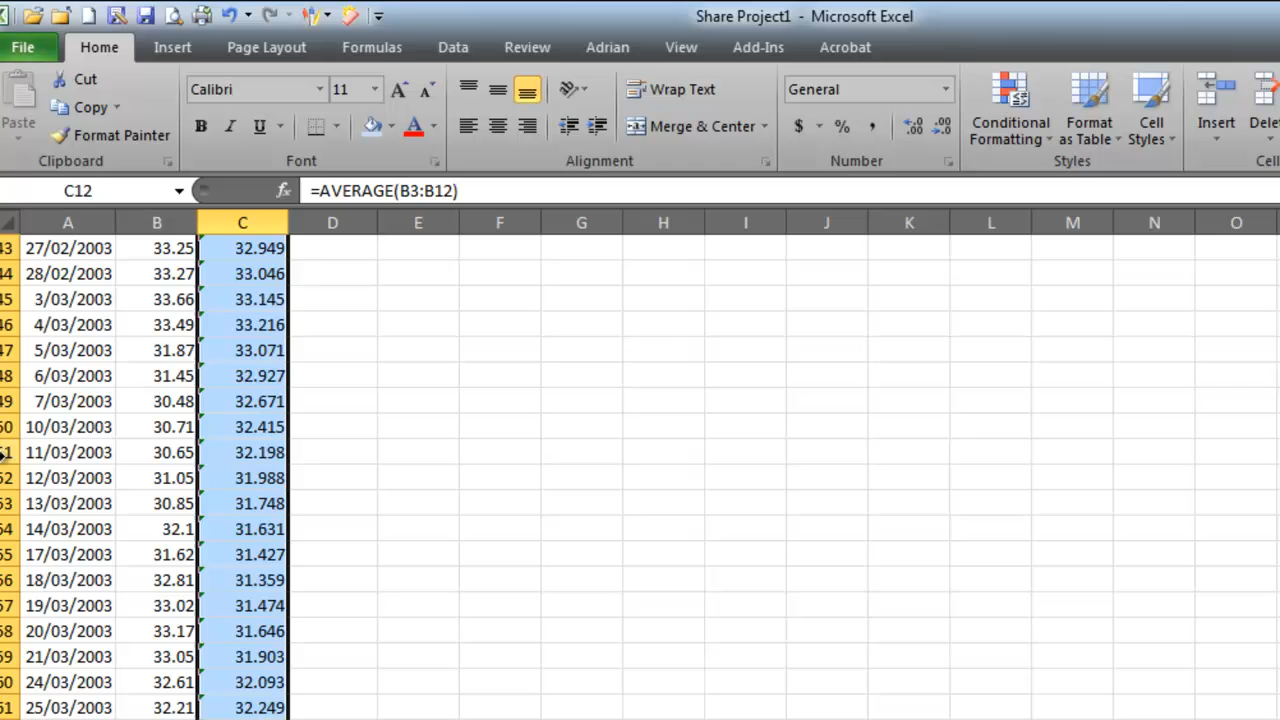 Share Project1 - Microsoft Excel
File Home Insert Page Layout Formulas Data Review Adrian View Add-Ins Acrobat
Paste
Cut
Copy
Format Painter
Clipboard
Calibri 11
B I U A
Font
Wrap Text
Merge & Center
Alignment
General
$ % ,
Number
Conditional Formatting
Format as Table
Cell Styles
Styles
Insert
Delet
Cell
C12 fx =AVERAGE(B3:B12)
A B C D E F G H I J K L M N O
43 27/02/2003 33.25 32.949
44 28/02/2003 33.27 33.046
45 3/03/2003 33.66 33.145
46 4/03/2003 33.49 33.216
47 5/03/2003 31.87 33.071
48 6/03/2003 31.45 32.927
49 7/03/2003 30.48 32.671
50 10/03/2003 30.71 32.415
51 11/03/2003 30.65 32.198
52 12/03/2003 31.05 31.988
53 13/03/2003 30.85 31.748
54 14/03/2003 32.1 31.631
55 17/03/2003 31.62 31.427
56 18/03/2003 32.81 31.359
57 19/03/2003 33.02 31.474
58 20/03/2003 33.17 31.646
59 21/03/2003 33.05 31.903
60 24/03/2003 32.61 32.093
61 25/03/2003 32.21 32.249